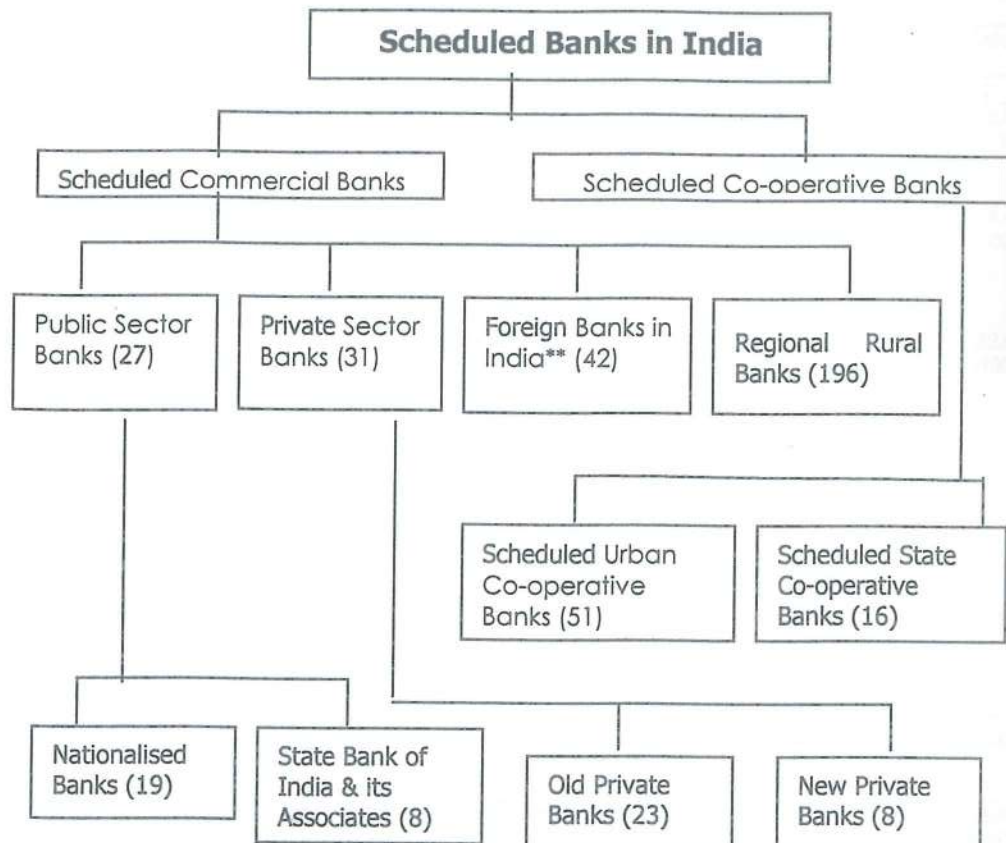 Scheduled Banks in India
Scheduled Commercial Banks
Scheduled Co-operative Banks
Public Sector
Banks (27)
Private Sector
Banks (31)
Foreign Banks in
India** (42)
Regional Rural
Banks (196)
Scheduled Urban
Co-operative
Banks (51)
Scheduled State
Co-operative
Banks (16)
Nationalised
Banks (19)
State Bank of
India & its
Associates (8)
Old Private
Banks (23)
New Private
Banks (8)